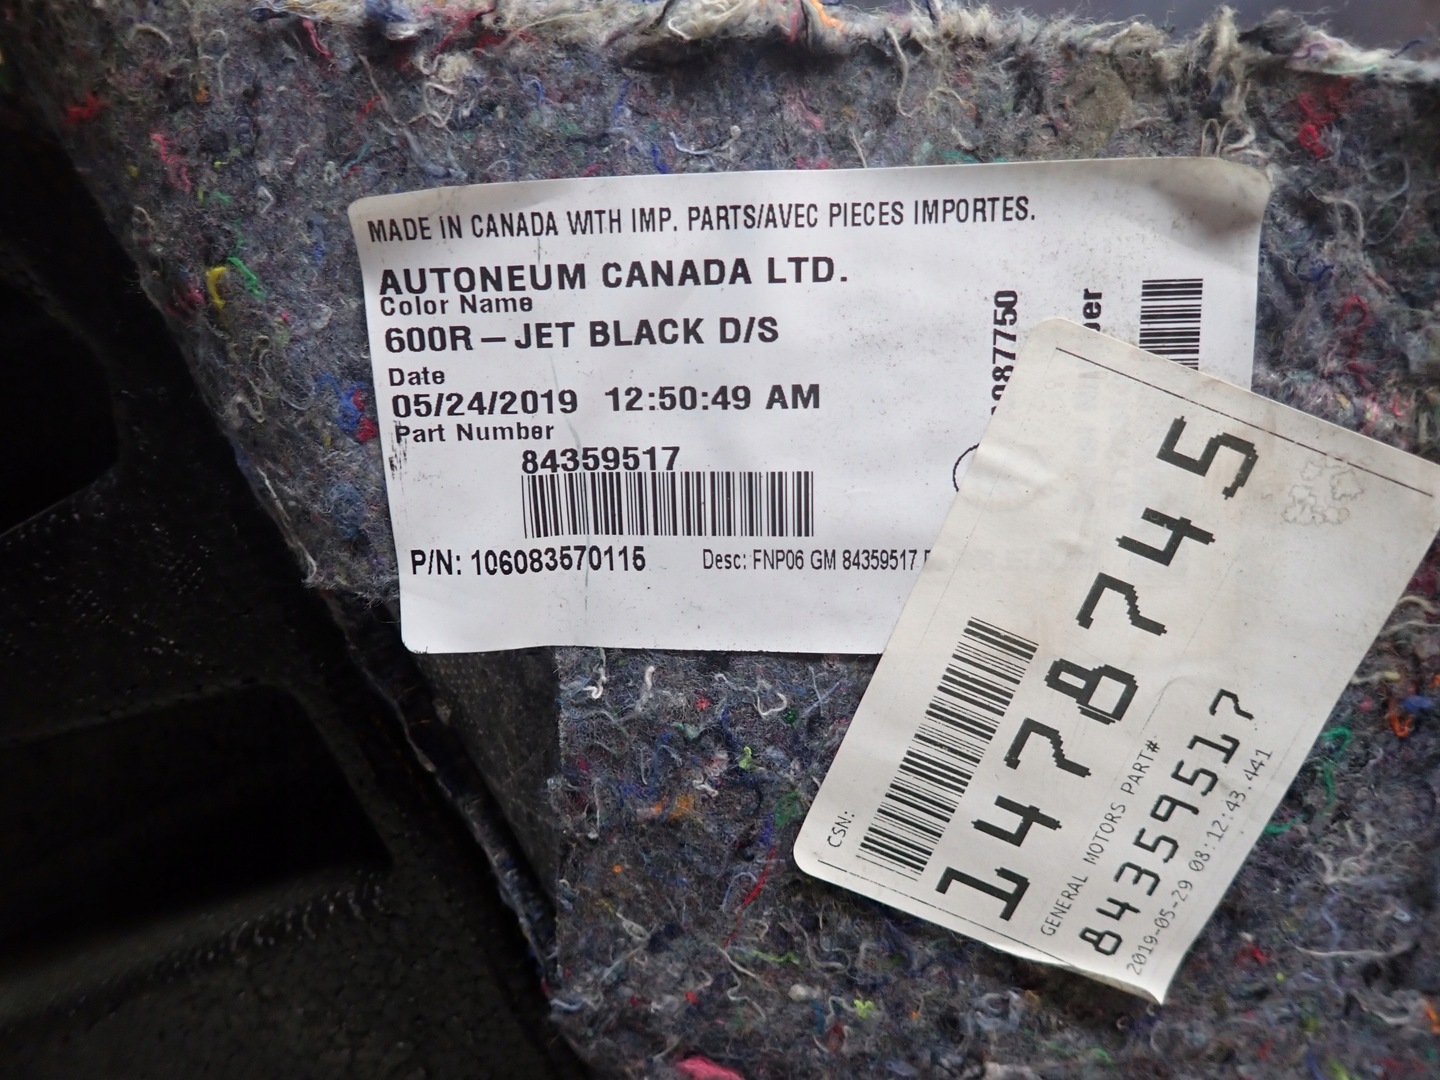 MADE IN CANADA WITH IMP. PARTS/AVEC PIECES IMPORTES.
AUTONEUM CANADA LTD.
Color Name
600R – JET BLACK D/S
Date
05/24/2019 12:50:49 AM
Part Number
84359517
P/N: 106083570115
Desc: FNP06 GM 84359517
CSN:
14787445
GENERAL MOTORS PART#
84359517
2019-05-29 08:12:43.441